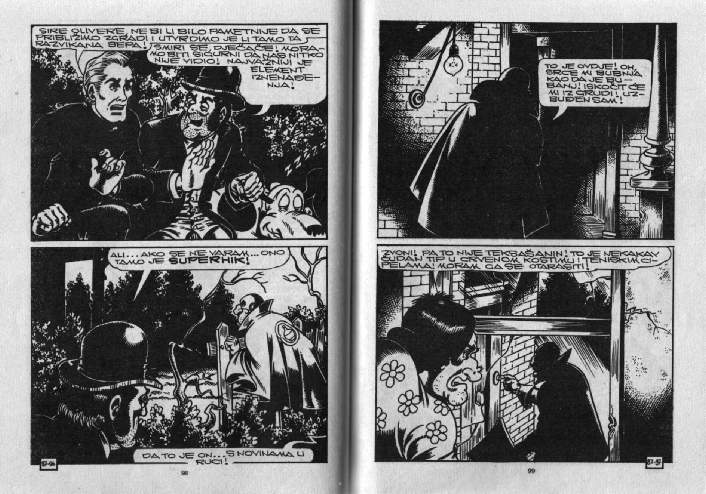 SIRE OLIVERE, NE BI LI BILO PAMETNIJE DA SE
PRIBLIŽIMO ZGRADI I UTVRDIMO JE LI TAMO TA
RAZVIKANA BEPA!
SMIRI SE, DJEČAČE! MORA-
MO BITI SIGURNI DA NAS NITKO
NIJE VIDIO! NAJVAŽNIJI JE
ELEMENT
IZNENAĐE-
NJA!
ALI... AKO SE NE VARAM... ONO
TAMO JE SUPERHIK!
DA TO JE ON... S NOVINAMA U
RUCI!
98
TO JE OVDJE! OH,
SRCE MI BUBNJA
KAO DA JE BU-
BANJ! ISKOČIT ĆE
MI IZ GRUDI! UZ-
BUĐEN SAM!
ZVONI! PA TO NIJE TEKSAŠANIN! TO JE NEKAKAV
ČUDAN TIP U CRVENOM KOSTIMU I TENISKIM CI-
PELAMA! MORAM GA SE OTARASITI!
99